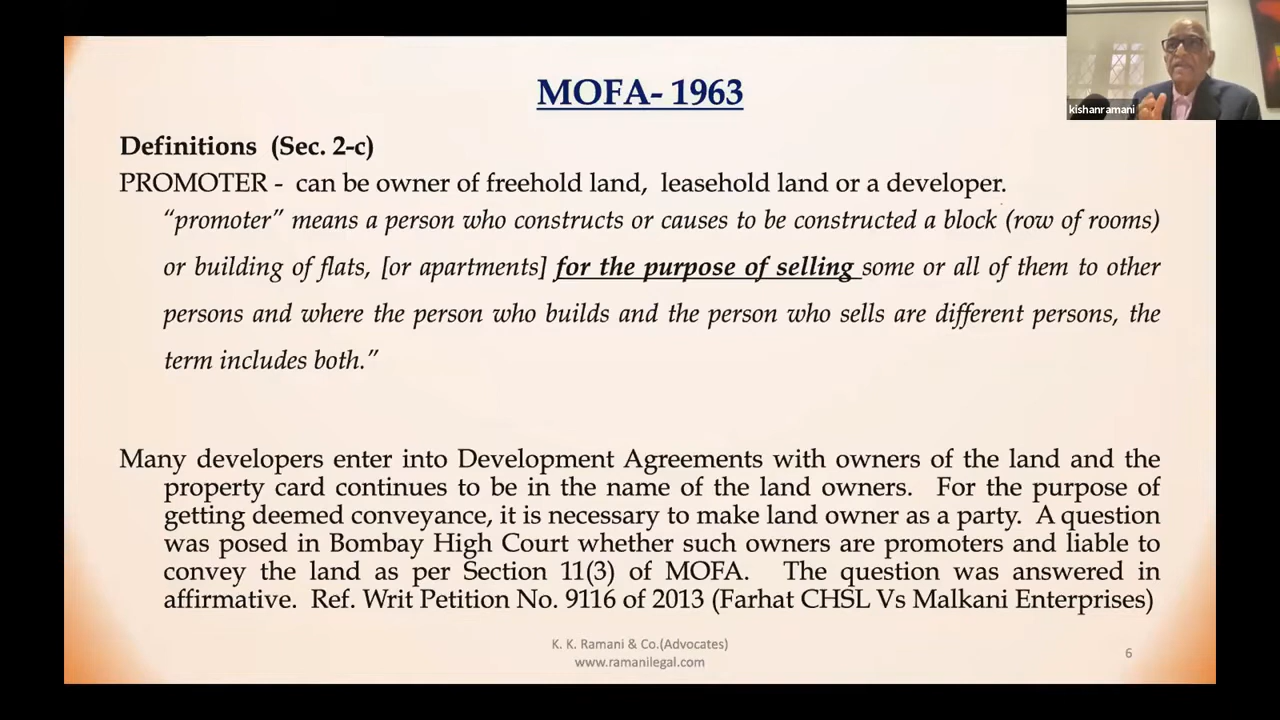 kishanramani
MOFA- 1963
Definitions (Sec. 2-c)
PROMOTER - can be owner of freehold land, leasehold land or a developer.
“promoter” means a person who constructs or causes to be constructed a block (row of rooms)
or building of flats, [or apartments] for the purpose of selling some or all of them to other
persons and where the person who builds and the person who sells are different persons, the
term includes both.”
Many developers enter into Development Agreements with owners of the land and the
property card continues to be in the name of the land owners. For the purpose of
getting deemed conveyance, it is necessary to make land owner as a party. A question
was posed in Bombay High Court whether such owners are promoters and liable to
convey the land as per Section 11(3) of MOFA. The question was answered in
affirmative. Ref. Writ Petition No. 9116 of 2013 (Farhat CHSL Vs Malkani Enterprises)
K. K. Ramani & Co.(Advocates)
www.ramanilegal.com
6